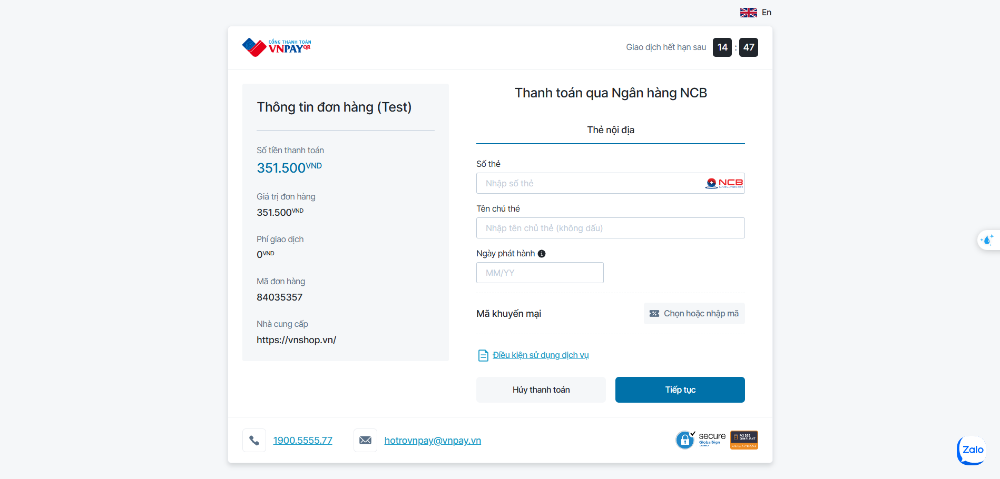 En
CỔNG THANH TOÁN
VNPAYQR
Giao dịch hết hạn sau 14 : 47
Thông tin đơn hàng (Test)
Số tiền thanh toán
351.500VND
Giá trị đơn hàng
351.500VND
Phí giao dịch
0VND
Mã đơn hàng
84035357
Nhà cung cấp
https://vnshop.vn/
Thanh toán qua Ngân hàng NCB
Thẻ nội địa
Số thẻ
Nhập số thẻ
NCB
Tên chủ thẻ
Nhập tên chủ thẻ (không dấu)
Ngày phát hành
MM/YY
Mã khuyến mại
Chọn hoặc nhập mã
Điều kiện sử dụng dịch vụ
Hủy thanh toán
Tiếp tục
1900.5555.77
hotrovnpay@vnpay.vn
secure
GlobalSign
PCI DSS
COMPLIANT
Zalo